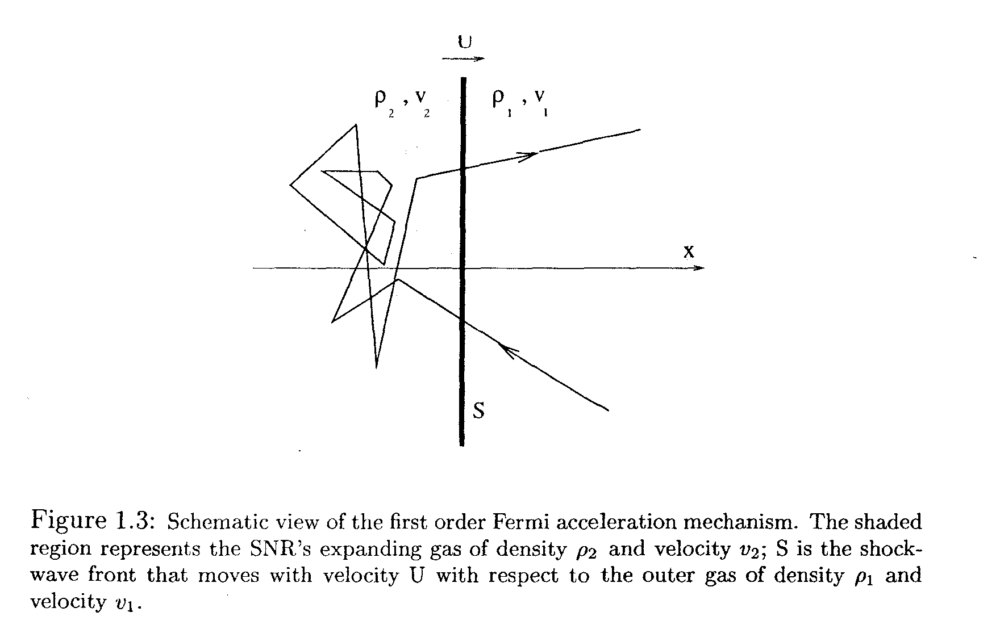 U
ρ2 , v2 ρ1 , v1
x
S
Figure 1.3: Schematic view of the first order Fermi acceleration mechanism. The shaded
region represents the SNR's expanding gas of density ρ2 and velocity v2; S is the shock-
wave front that moves with velocity U with respect to the outer gas of density ρ1 and
velocity v1.